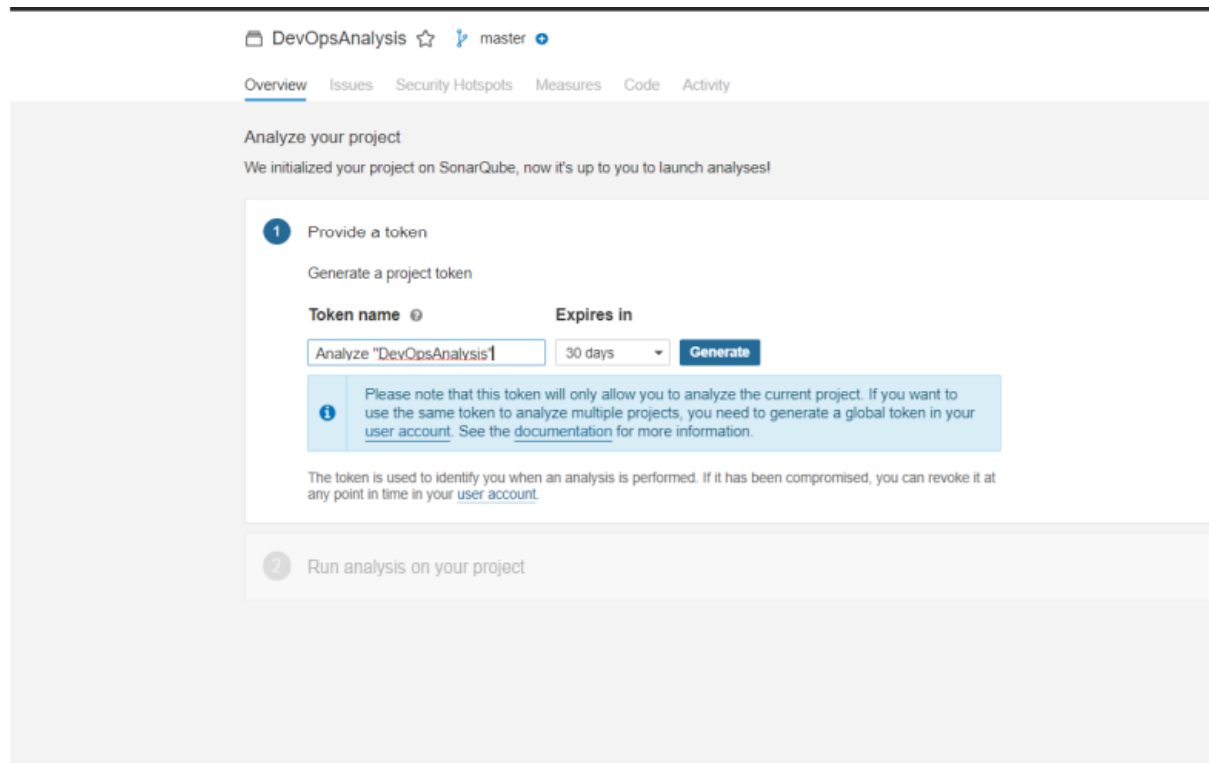 DevOpsAnalysis master
Overview Issues Security Hotspots Measures Code Activity
Analyze your project
We initialized your project on SonarQube, now it's up to you to launch analyses!
1 Provide a token
Generate a project token
Token name Expires in
Analyze "DevOpsAnalysis" 30 days Generate
Please note that this token will only allow you to analyze the current project. If you want to
use the same token to analyze multiple projects, you need to generate a global token in your
user account. See the documentation for more information.
The token is used to identify you when an analysis is performed. If it has been compromised, you can revoke it at
any point in time in your user account.
2 Run analysis on your project